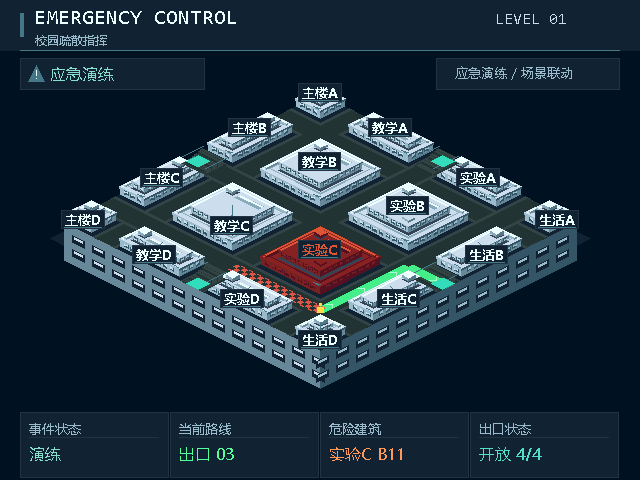 EMERGENCY CONTROL
LEVEL 01
校园疏散指挥
应急演练
应急演练 / 场景联动
主楼A
主楼B
教学A
教学B
主楼C
实验A
实验B
主楼D
教学C
生活A
教学D
实验C
生活B
实验D
生活C
生活D
事件状态
演练
当前路线
出口 03
危险建筑
实验C B11
出口状态
开放 4/4